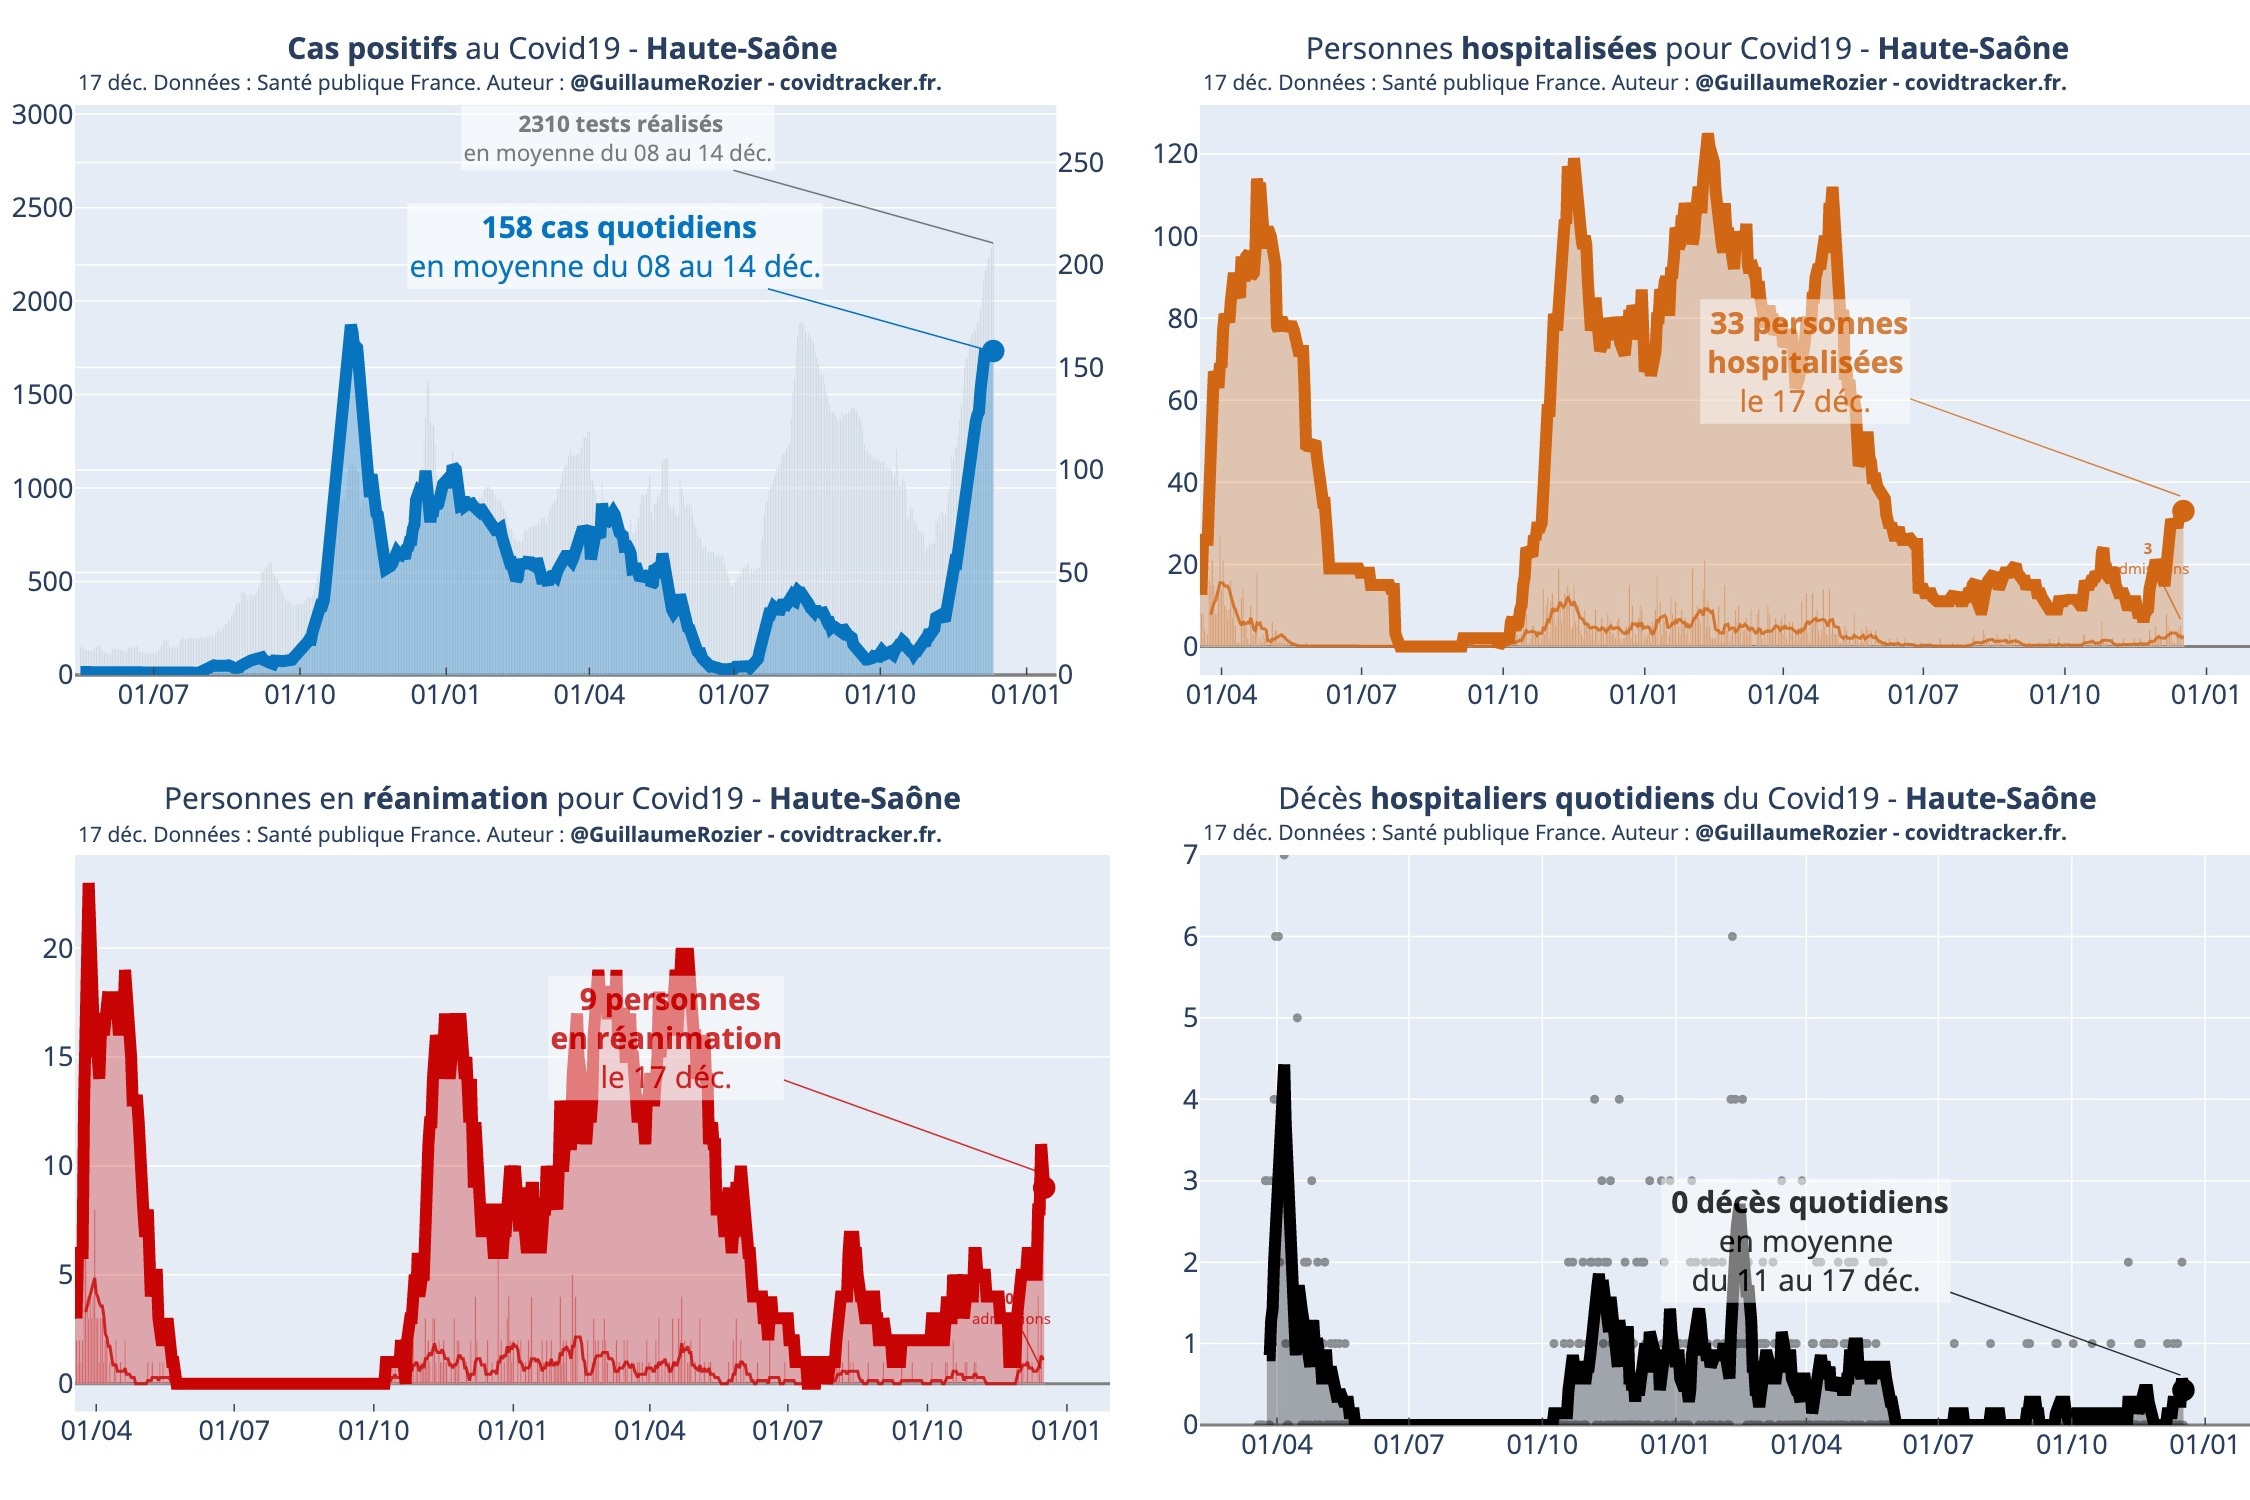 Cas positifs au Covid19 - Haute-Saône
17 déc. Données : Santé publique France. Auteur : @GuillaumeRozier - covidtracker.fr.
3000
2500
2000
1500
1000
500
0
250
200
150
100
50
0
2310 tests réalisés
en moyenne du 08 au 14 déc.
158 cas quotidiens
en moyenne du 08 au 14 déc.
01/07 01/10 01/01 01/04 01/07 01/10 01/01
Personnes hospitalisées pour Covid19 - Haute-Saône
17 déc. Données : Santé publique France. Auteur : @GuillaumeRozier - covidtracker.fr.
120
100
80
60
40
20
0
33 personnes
hospitalisées
le 17 déc.
3
admissions
01/04 01/07 01/10 01/01 01/04 01/07 01/10 01/01
Personnes en réanimation pour Covid19 - Haute-Saône
17 déc. Données : Santé publique France. Auteur : @GuillaumeRozier - covidtracker.fr.
20
15
10
5
0
9 personnes
en réanimation
le 17 déc.
admissions
01/04 01/07 01/10 01/01 01/04 01/07 01/10 01/01
Décès hospitaliers quotidiens du Covid19 - Haute-Saône
17 déc. Données : Santé publique France. Auteur : @GuillaumeRozier - covidtracker.fr.
7
6
5
4
3
2
1
0
0 décès quotidiens
en moyenne
du 11 au 17 déc.
01/04 01/07 01/10 01/01 01/04 01/07 01/10 01/01